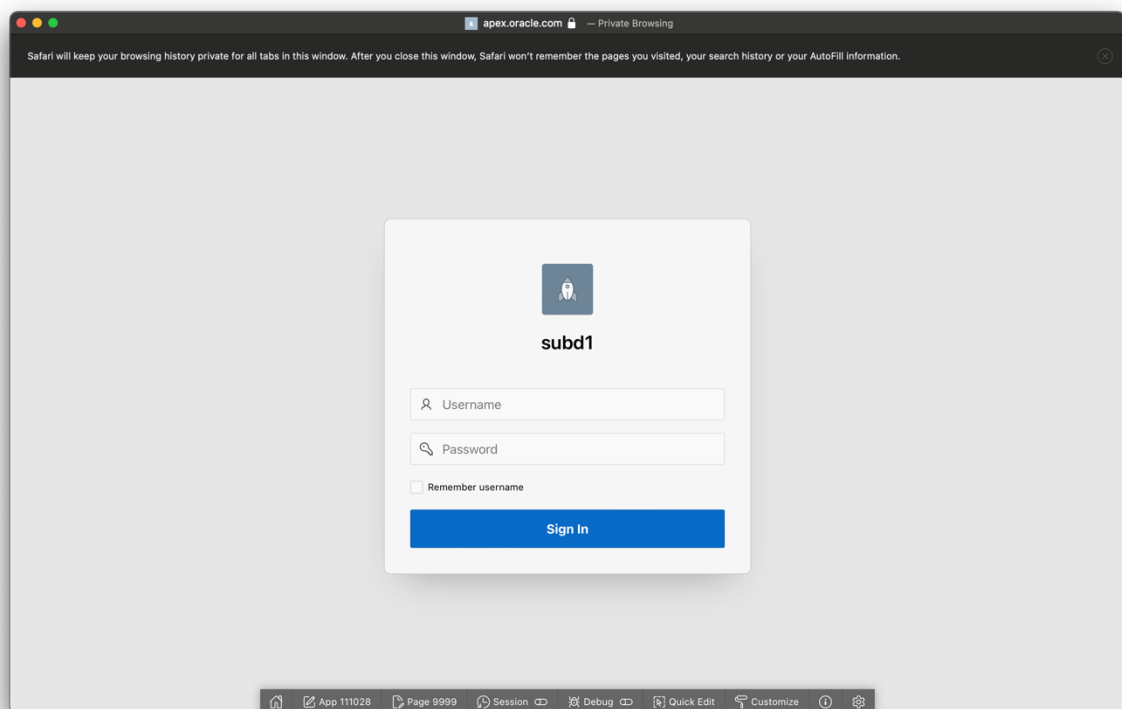 apex.oracle.com — Private Browsing
Safari will keep your browsing history private for all tabs in this window. After you close this window, Safari won't remember the pages you visited, your search history or your AutoFill information.
subd1
Username
Password
Remember username
Sign In
App 111028 Page 9999 Session Debug Quick Edit Customize